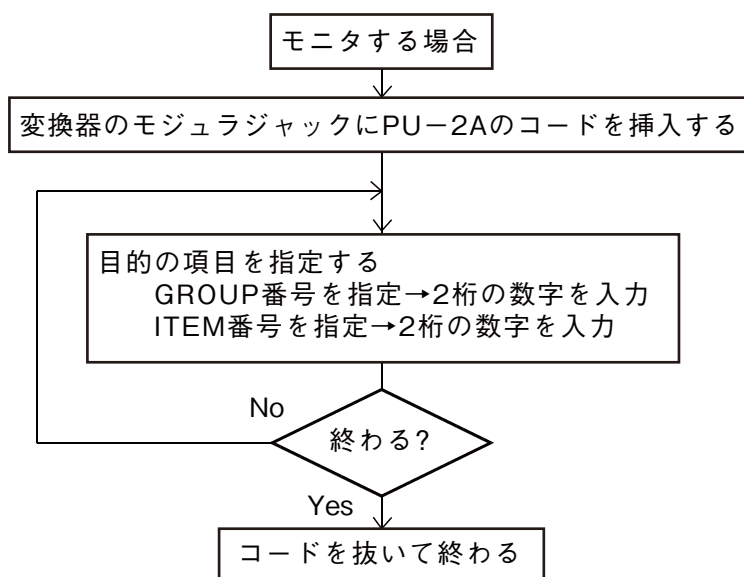 モニタする場合
変換器のモジュラジャックにPU－2Aのコードを挿入する
目的の項目を指定する
GROUP番号を指定→2桁の数字を入力
ITEM番号を指定→2桁の数字を入力
No
終わる?
Yes
コードを抜いて終わる